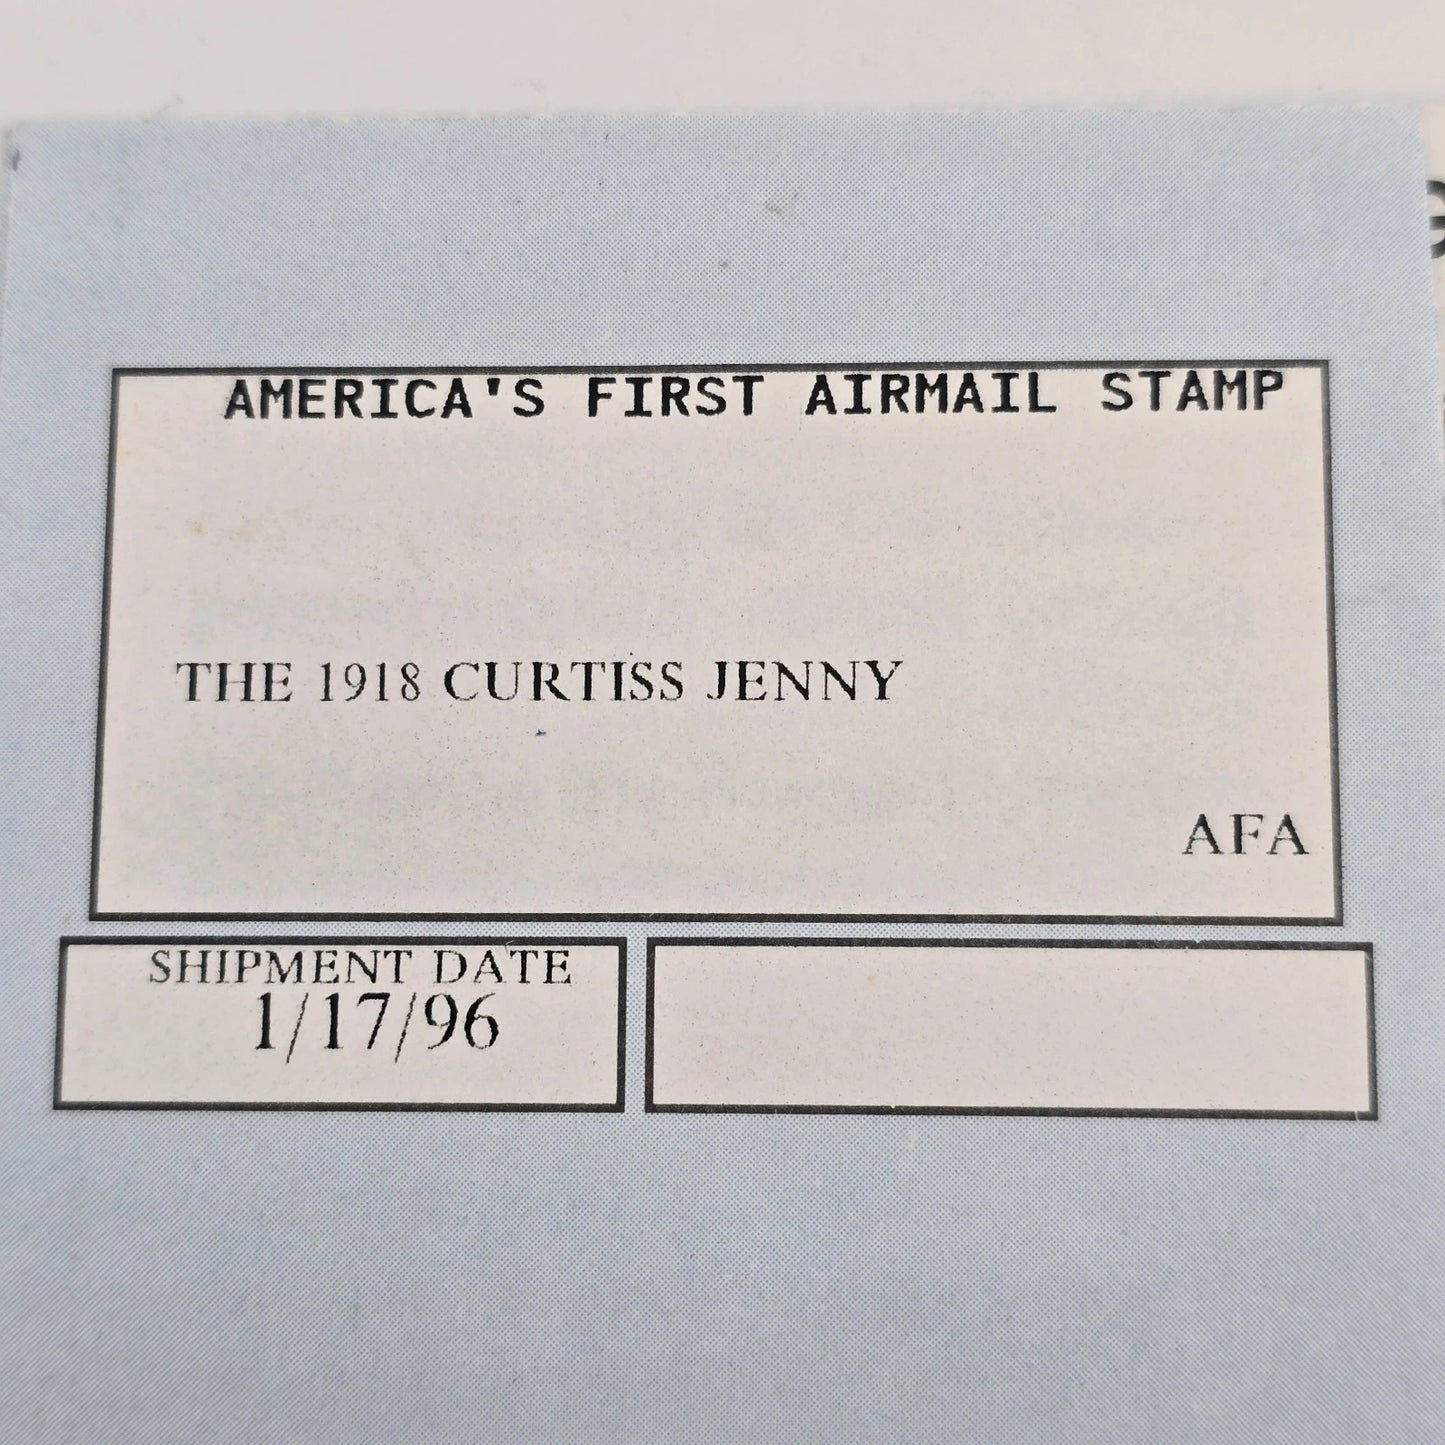 AMERICA'S FIRST AIRMAIL STAMP
THE 1918 CURTISS JENNY
AFA
SHIPMENT DATE
1/17/96